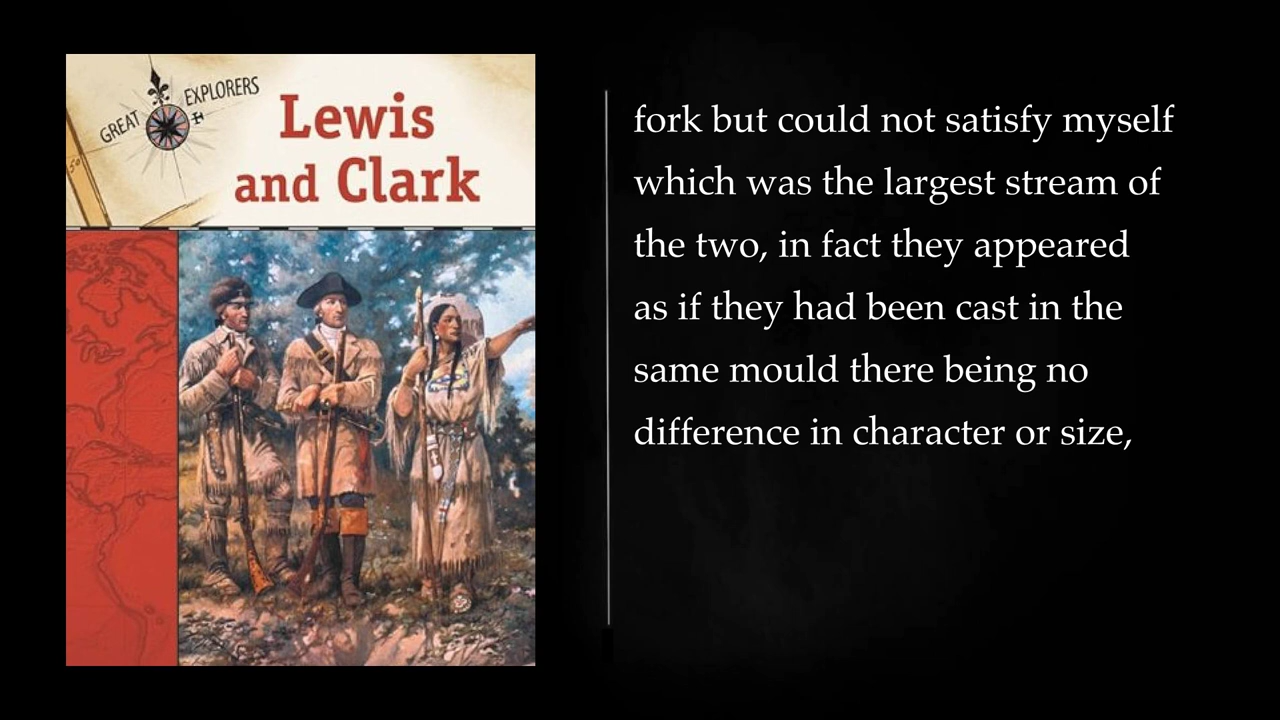 GREAT EXPLORERS
Lewis
and Clark
fork but could not satisfy myself
which was the largest stream of
the two, in fact they appeared
as if they had been cast in the
same mould there being no
difference in character or size,